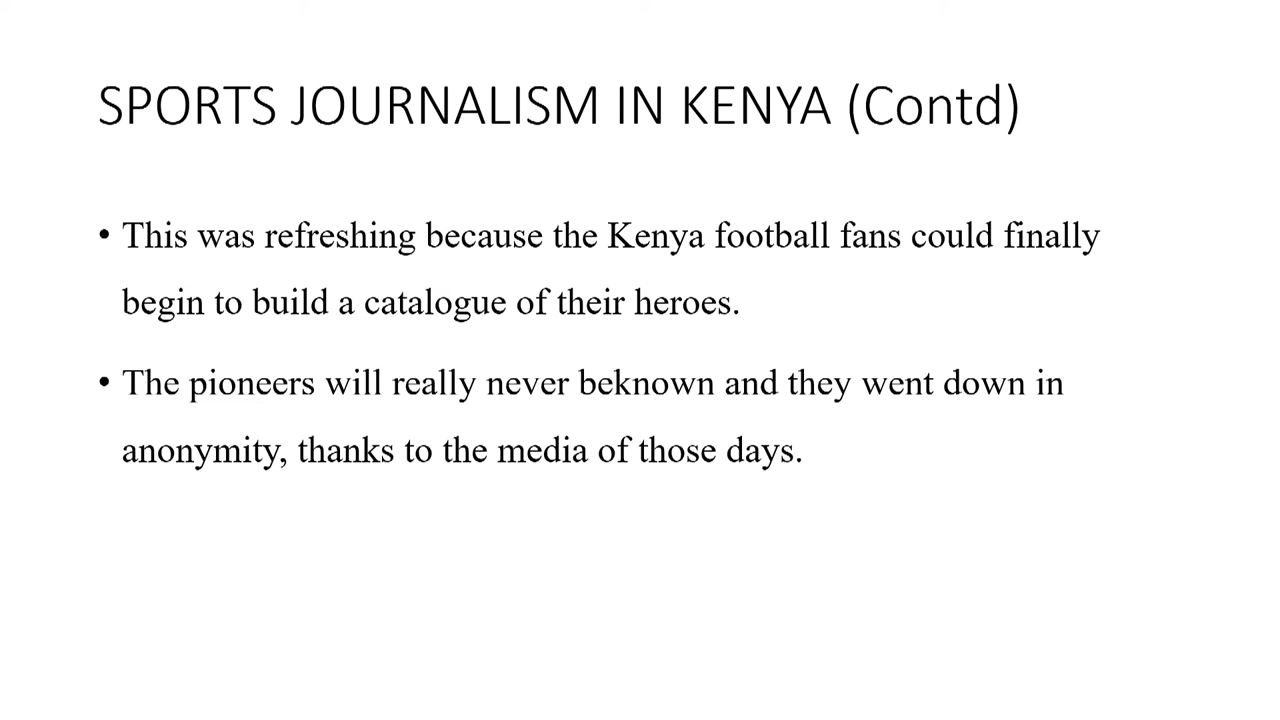 SPORTS JOURNALISM IN KENYA (Contd)
• This was refreshing because the Kenya football fans could finally
begin to build a catalogue of their heroes.
• The pioneers will really never beknown and they went down in
anonymity, thanks to the media of those days.